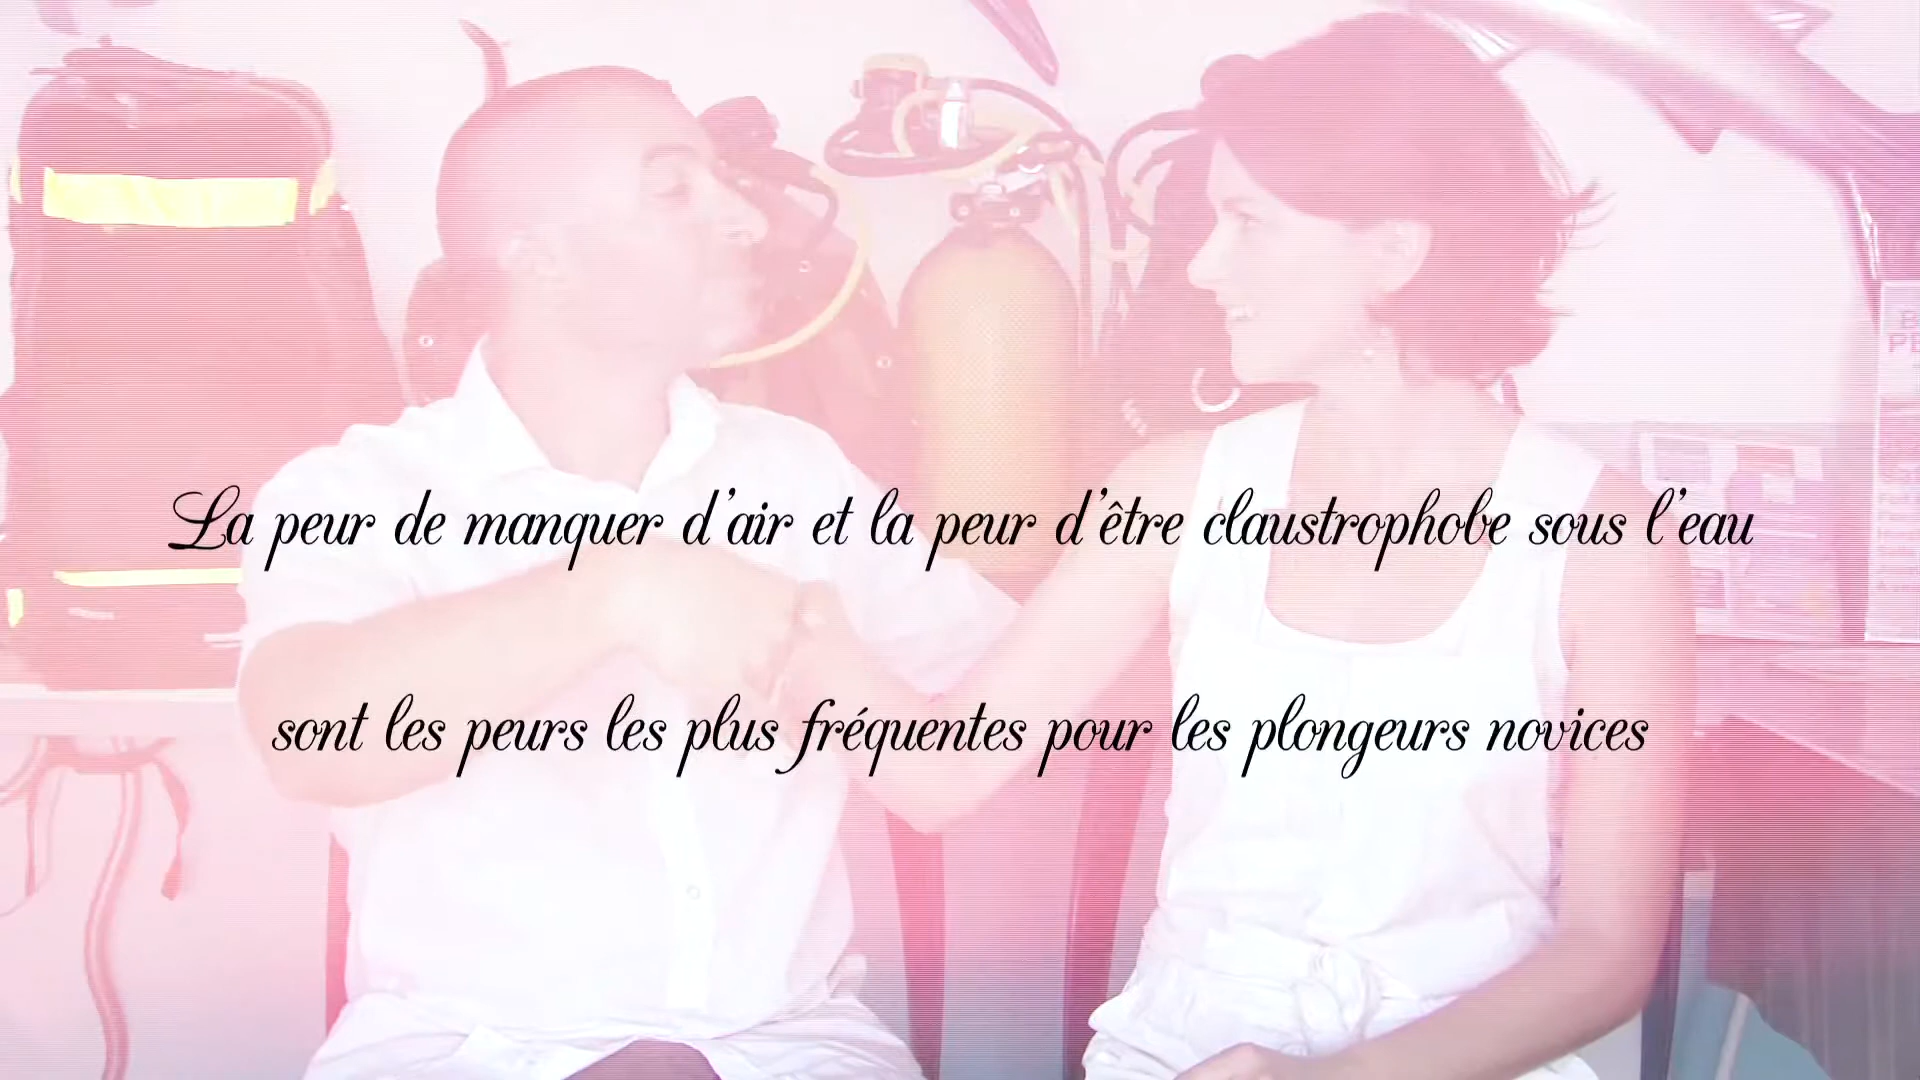 La peur de manquer d'air et la peur d'être claustrophobe sous l'eau
sont les peurs les plus fréquentes pour les plongeurs novices